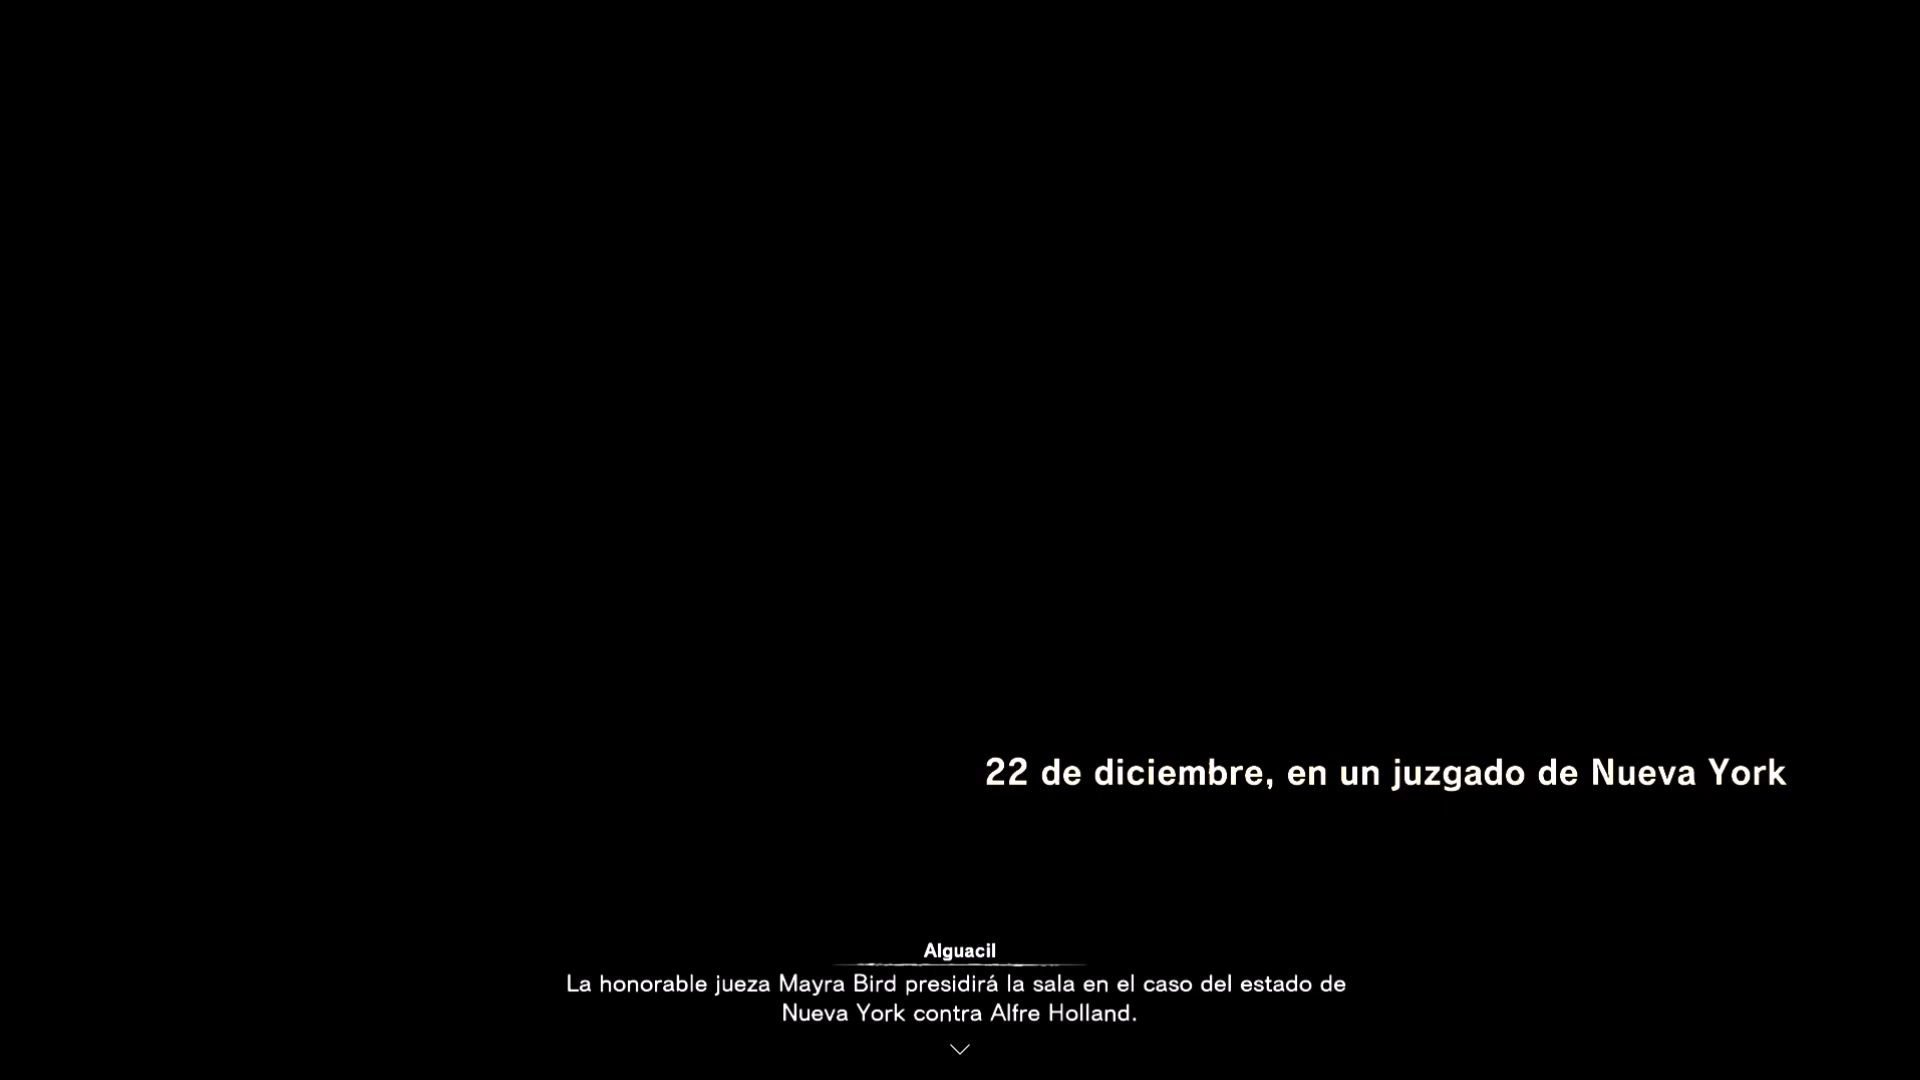 22 de diciembre, en un juzgado de Nueva York
Alguacil
La honorable jueza Mayra Bird presidirá la sala en el caso del estado de
Nueva York contra Alfre Holland.